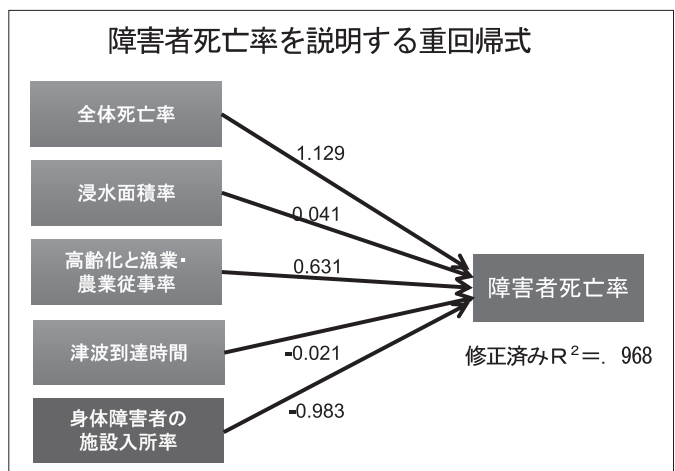 障害者死亡率を説明する重回帰式
全体死亡率
1.129
浸水面積率
0.041
高齢化と漁業・
農業従事率
0.631
障害者死亡率
津波到達時間
-0.021
修正済みR²=. 968
身体障害者の
施設入所率
-0.983